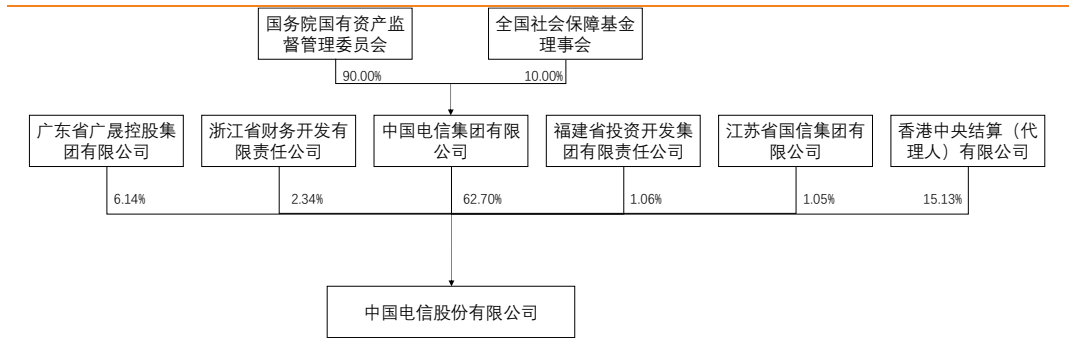 国务院国有资产监
督管理委员会
全国社会保障基金
理事会
90.00%
10.00%
广东省广晟控股集
团有限公司
浙江省财务开发有
限责任公司
中国电信集团有限
公司
福建省投资开发集
团有限责任公司
江苏省国信集团有
限公司
香港中央结算（代
理人）有限公司
6.14%
2.34%
62.70%
1.06%
1.05%
15.13%
中国电信股份有限公司